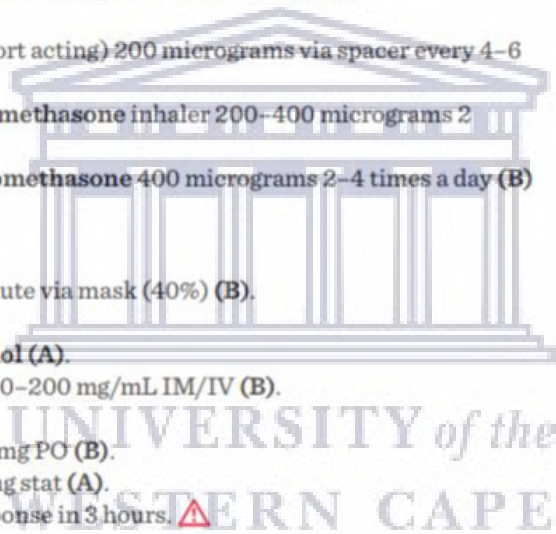 ort acting) 200 micrograms via spacer every 4–6
methasone inhaler 200–400 micrograms 2
omethasone 400 micrograms 2–4 times a day (B)
ute via mask (40%) (B).
ol (A).
0–200 mg/mL IM/IV (B).
UNIVERSITY of the
mg PO (B).
ng stat (A).
WESTERN CAPE
onse in 3 hours.